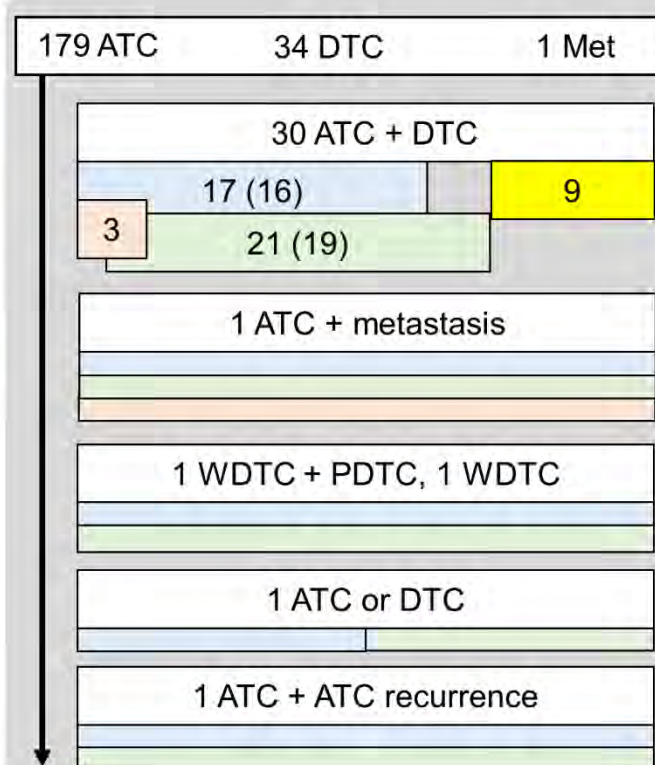 179 ATC 34 DTC 1 Met
30 ATC + DTC
17 (16) 9
3 21 (19)
1 ATC + metastasis
1 WDTC + PDTC, 1 WDTC
1 ATC or DTC
1 ATC + ATC recurrence